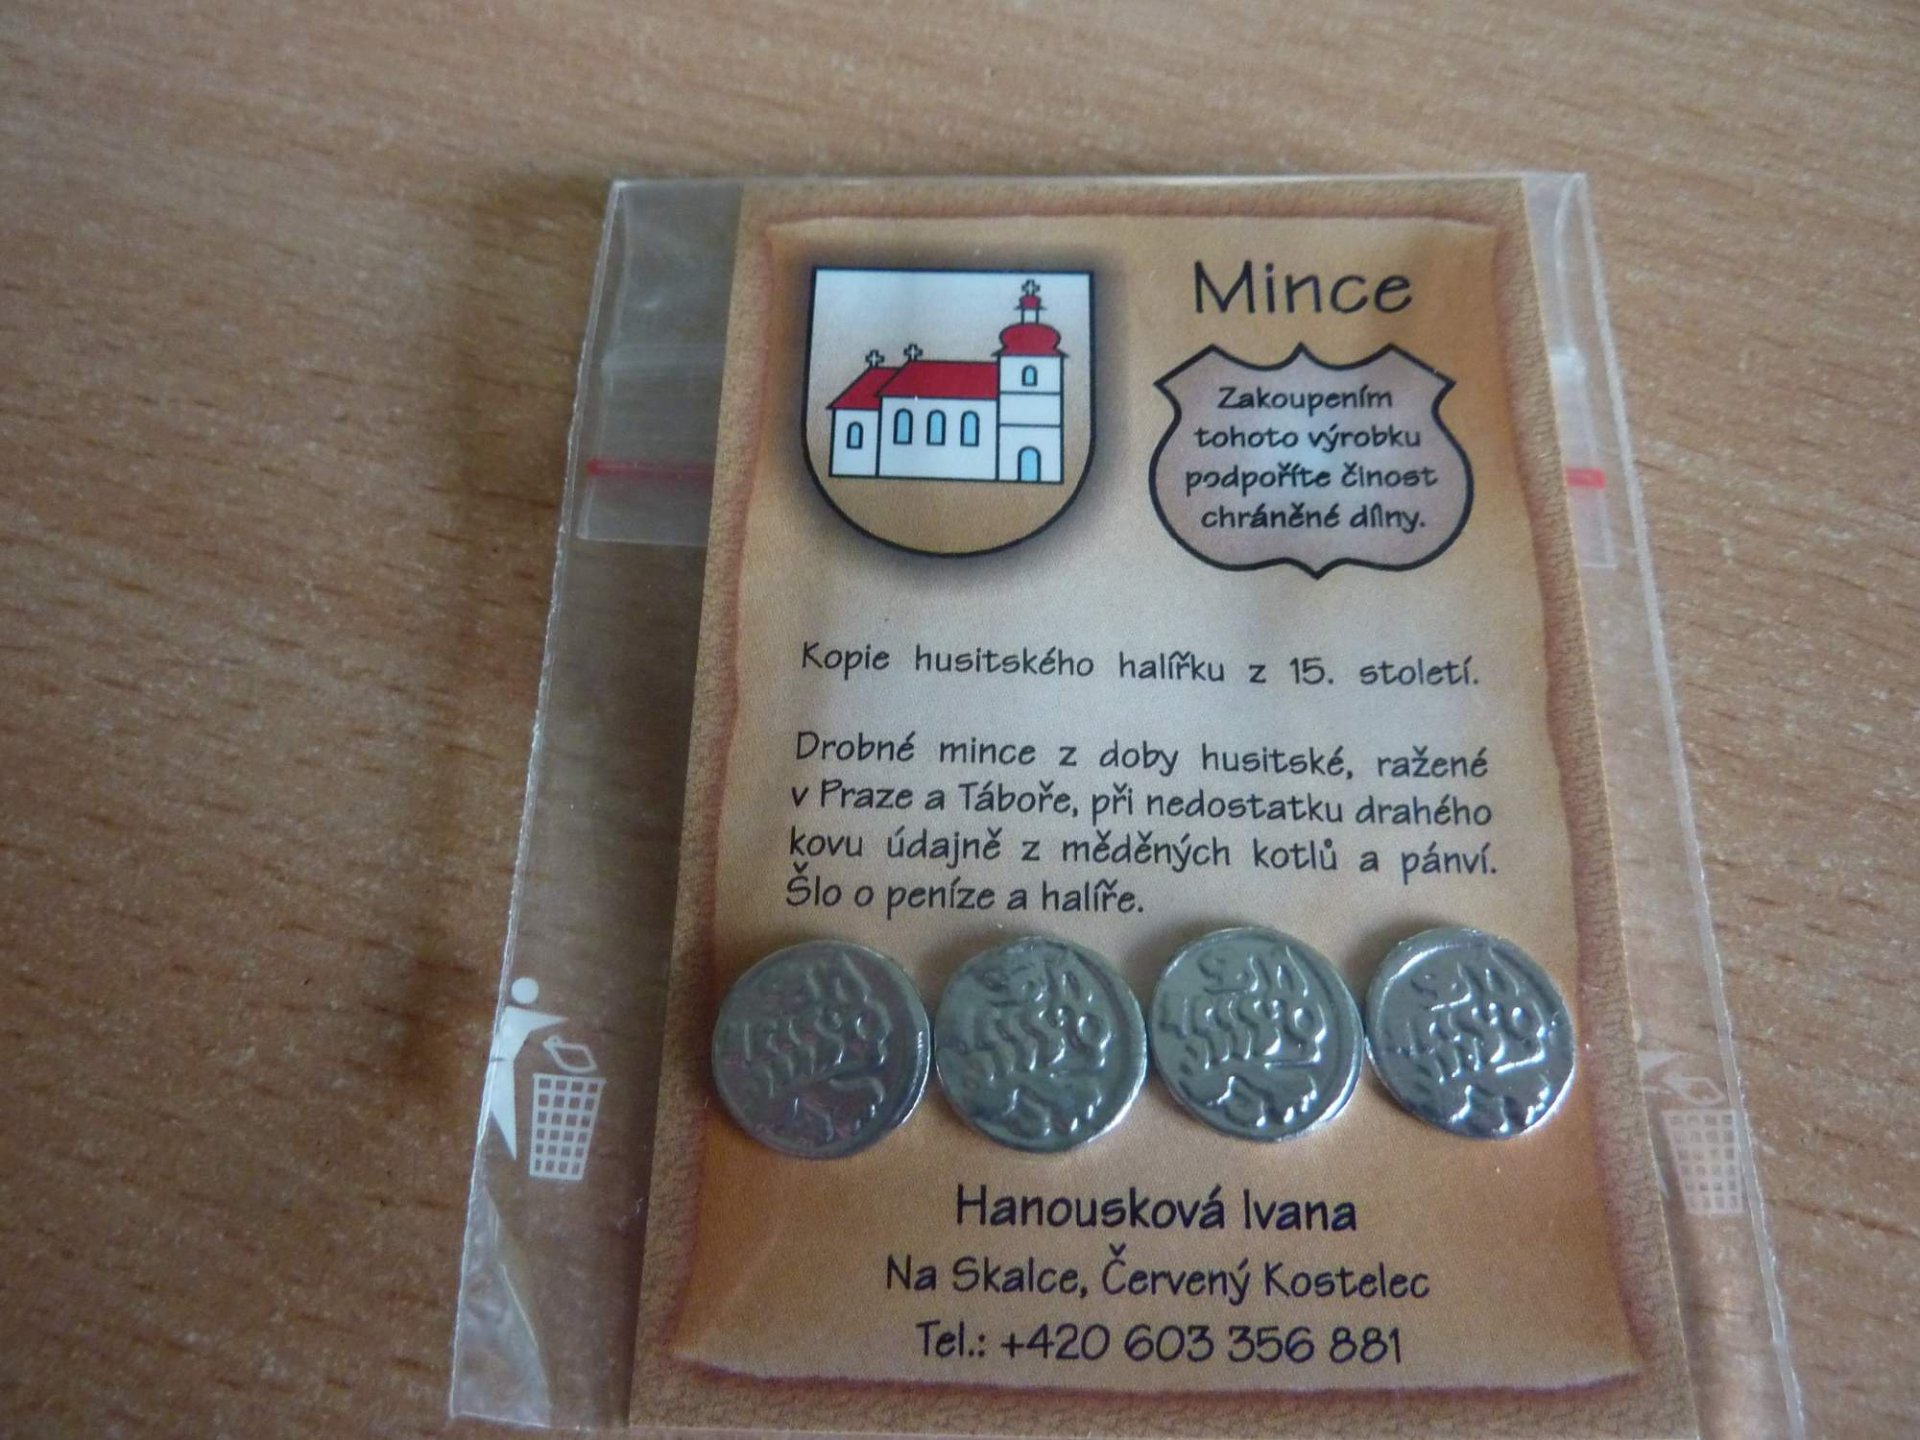 Mince
Zakoupením
tohoto výrobku
podpoříte činost
chráněné dílny.
Kopie husitského halířku z 15. století.
Drobné mince z doby husitské, ražené
v Praze a Táboře, při nedostatku drahého
kovu údajně z měděných kotlů a pánví.
Šlo o peníze a halíře.
Hanousková Ivana
Na Skalce, Červený Kostelec
Tel.: +420 603 356 881